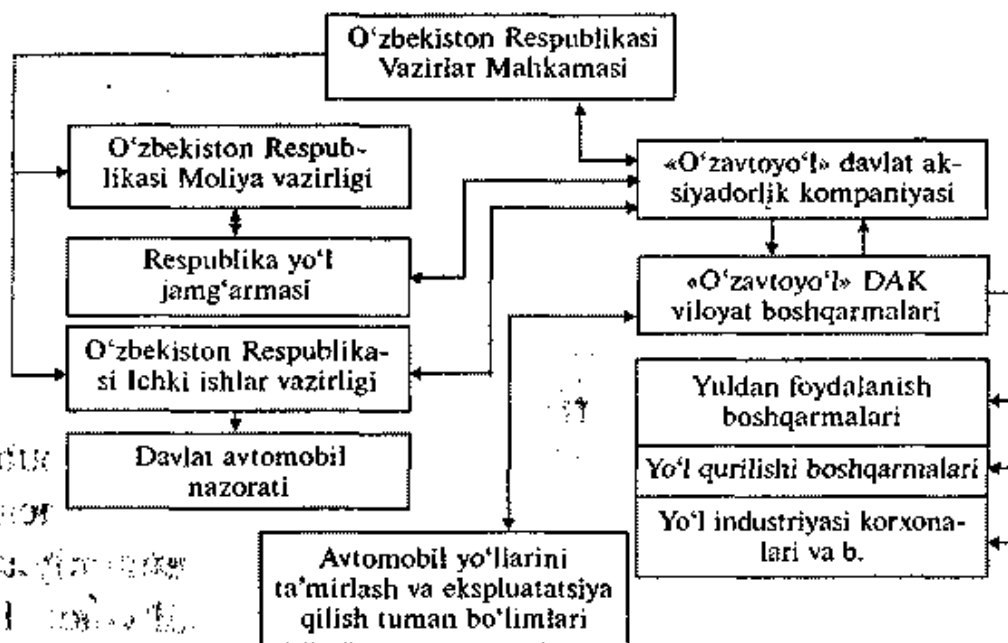 O‘zbekiston Respublikasi
Vazirlar Mahkamasi
O‘zbekiston Respub-
likasi Moliya vazirligi
«O‘zavtoyo‘l» davlat ak-
siyadorlik kompaniyasi
Respublika yo‘l
jamg‘armasi
«O‘zavtoyo‘l» DAK
viloyat boshqarmalari
O‘zbekiston Respublika-
si Ichki ishlar vazirligi
Yuldan foydalanish
boshqarmalari
Davlat avtomobil
nazorati
Yo‘l qurilishi boshqarmalari
Yo‘l industriyasi korxona-
lari va b.
Avtomobil yo‘llarini
ta’mirlash va ekspluatatsiya
qilish tuman bo‘limlari